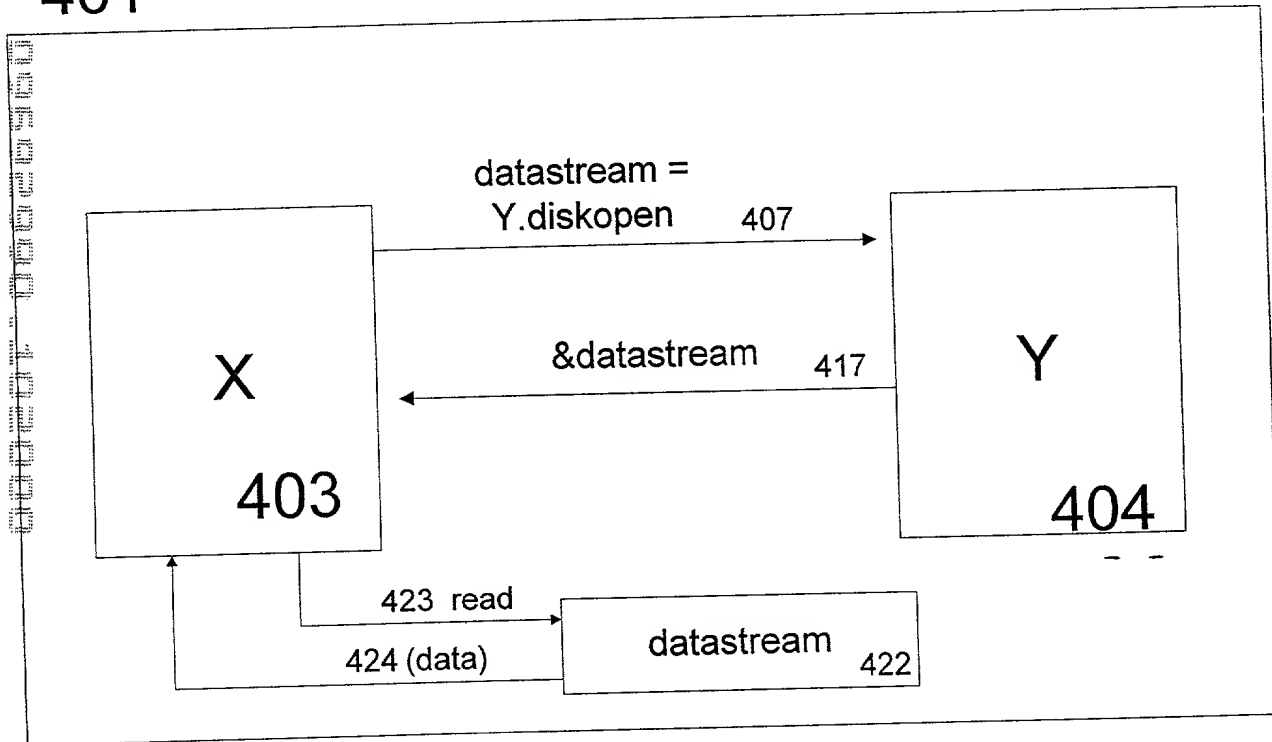 datastream =
Y.diskopen 407
&datastream 417
X
Y
403
404
423 read
424 (data)
datastream
422